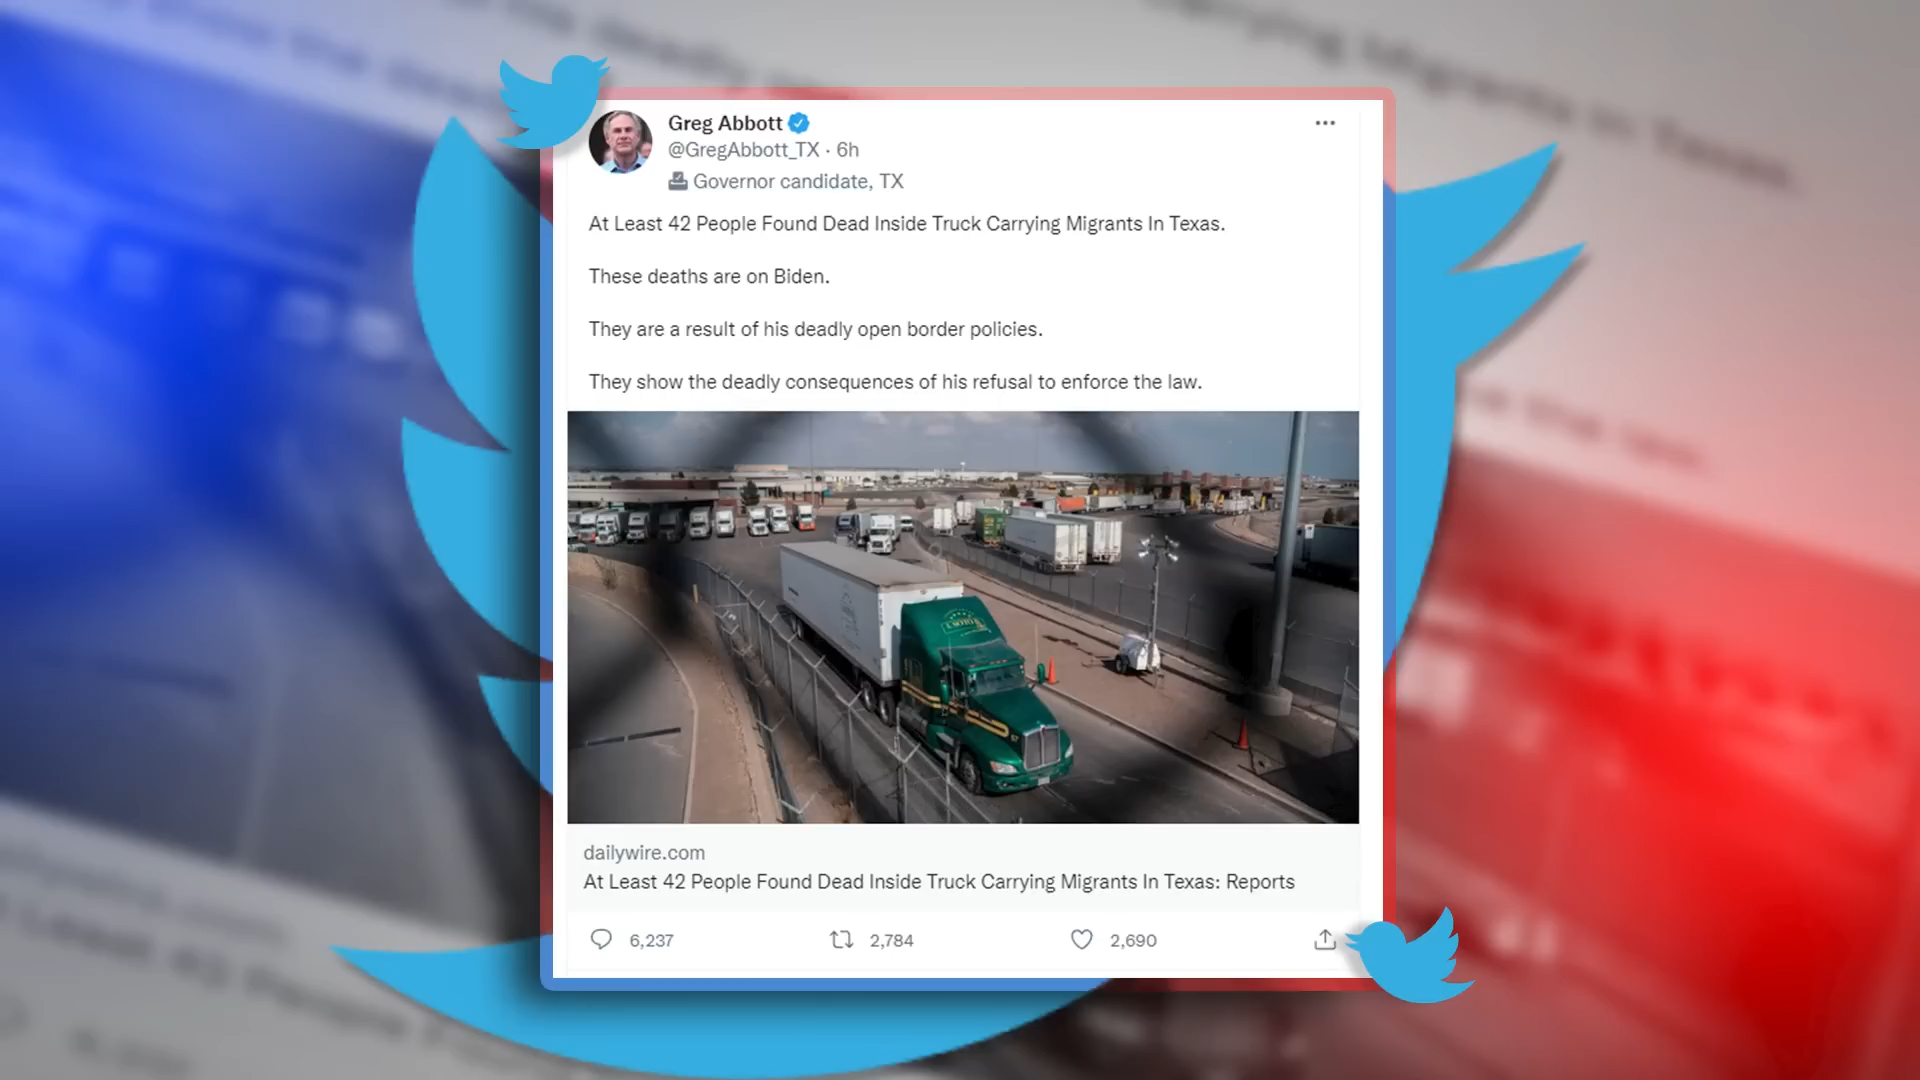 Greg Abbott
@GregAbbott_TX · 6h
Governor candidate, TX
At Least 42 People Found Dead Inside Truck Carrying Migrants In Texas.
These deaths are on Biden.
They are a result of his deadly open border policies.
They show the deadly consequences of his refusal to enforce the law.
dailywire.com
At Least 42 People Found Dead Inside Truck Carrying Migrants In Texas: Reports
6,237
2,784
2,690